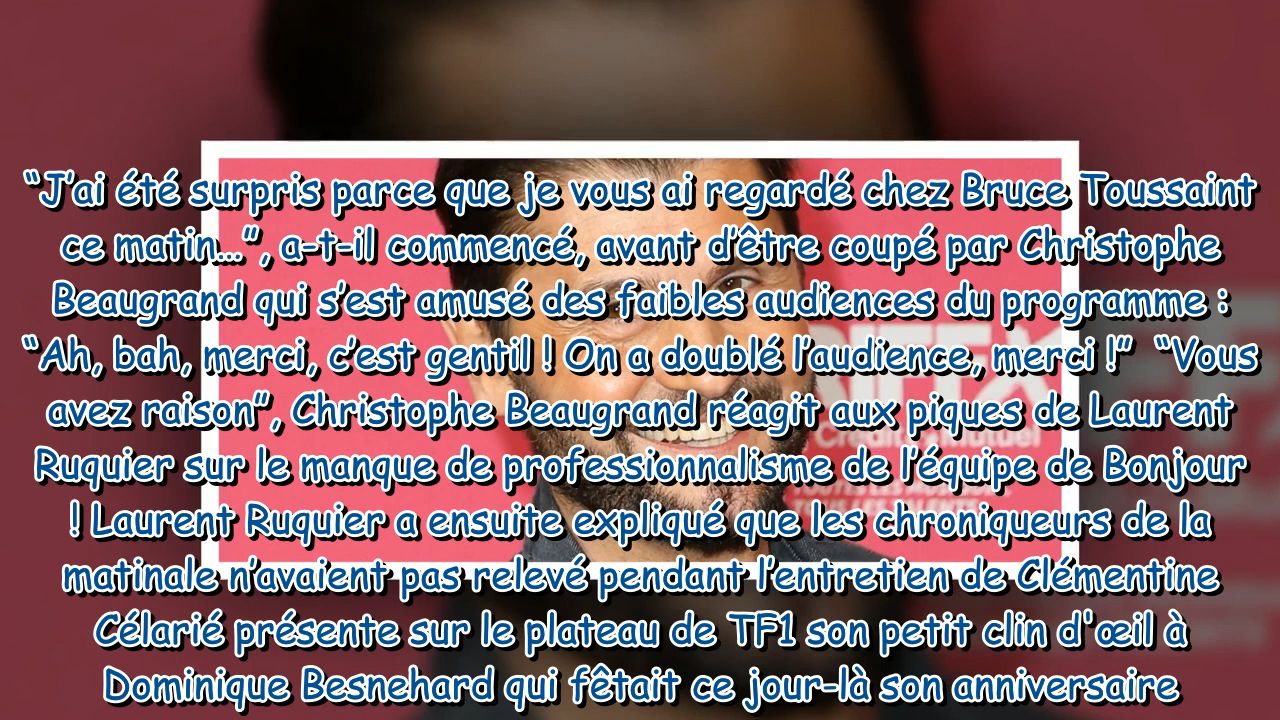 “J’ai été surpris parce que je vous ai regardé chez Bruce Toussaint
ce matin...”, a-t-il commencé, avant d’être coupé par Christophe
Beaugrand qui s’est amusé des faibles audiences du programme :
“Ah, bah, merci, c’est gentil ! On a doublé l’audience, merci !” “Vous
avez raison”, Christophe Beaugrand réagit aux piques de Laurent
Ruquier sur le manque de professionnalisme de l’équipe de Bonjour
! Laurent Ruquier a ensuite expliqué que les chroniqueurs de la
matinale n’avaient pas relevé pendant l’entretien de Clémentine
Célarié présente sur le plateau de TF1 son petit clin d'œil à
Dominique Besnehard qui fêtait ce jour-là son anniversaire